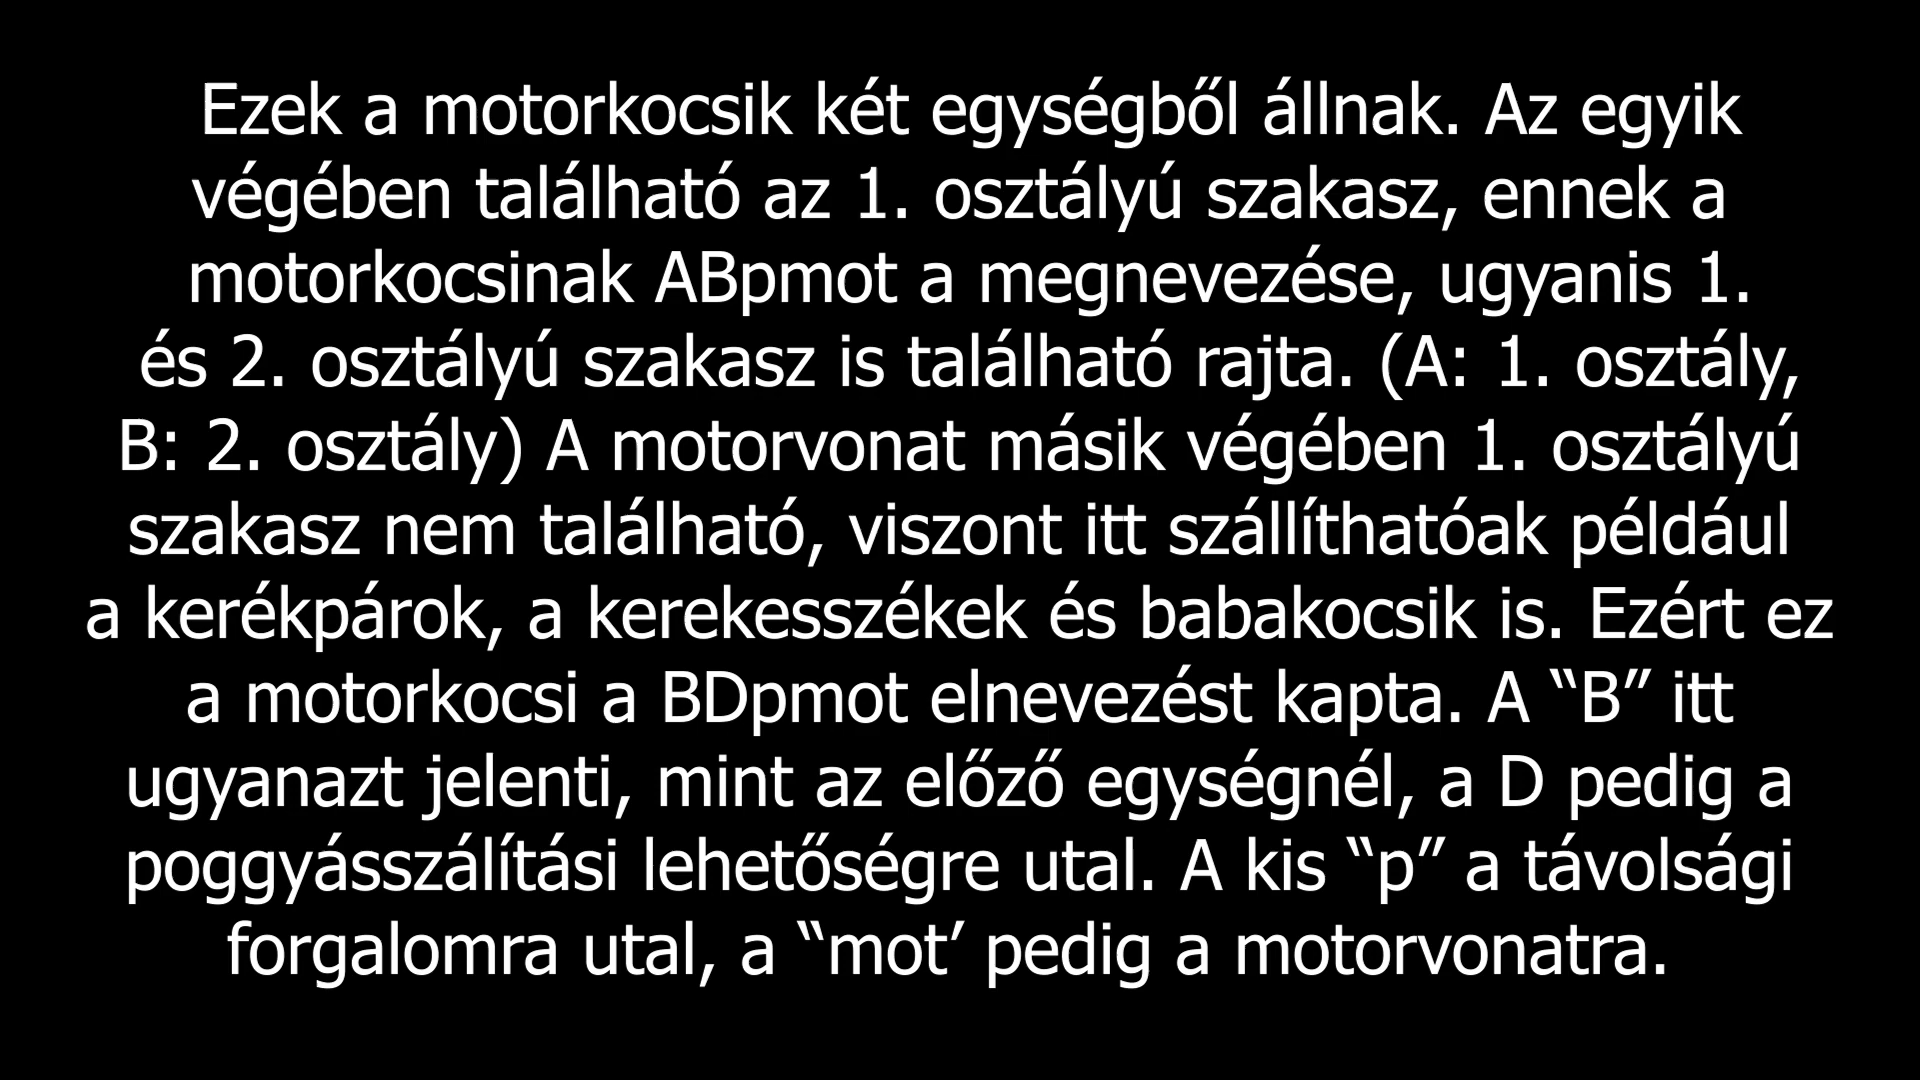 Ezek a motorkocsik két egységből állnak. Az egyik
végében található az 1. osztályú szakasz, ennek a
motorkocsinak ABpmot a megnevezése, ugyanis 1.
és 2. osztályú szakasz is található rajta. (A: 1. osztály,
B: 2. osztály) A motorvonat másik végében 1. osztályú
szakasz nem található, viszont itt szállíthatóak például
a kerékpárok, a kerekesszékek és babakocsik is. Ezért ez
a motorkocsi a BDpmot elnevezést kapta. A “B” itt
ugyanazt jelenti, mint az előző egységnél, a D pedig a
poggyásszálítási lehetőségre utal. A kis “p” a távolsági
forgalomra utal, a “mot’ pedig a motorvonatra.